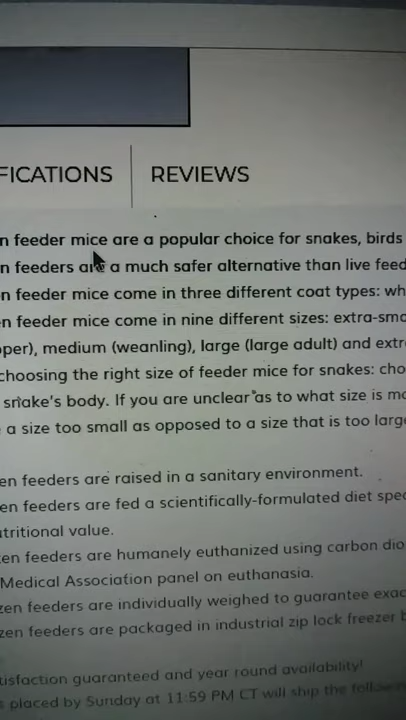 FICATIONS
REVIEWS
n feeder mice are a popular choice for snakes, birds
n feeders are a much safer alternative than live feed
n feeder mice come in three different coat types: wh
en feeder mice come in nine different sizes: extra-sma
pper), medium (weanling), large (large adult) and extr
choosing the right size of feeder mice for snakes: cho
snake's body. If you are unclear as to what size is mo
a size too small as opposed to a size that is too larg
en feeders are raised in a sanitary environment.
en feeders are fed a scientifically-formulated diet spec
utritional value.
zen feeders are humanely euthanized using carbon dio
Medical Association panel on euthanasia.
zen feeders are individually weighed to guarantee exac
zen feeders are packaged in industrial zip lock freezer b
tisfaction guaranteed and year round availability!
s placed by Sunday at 11:59 PM CT will ship the following